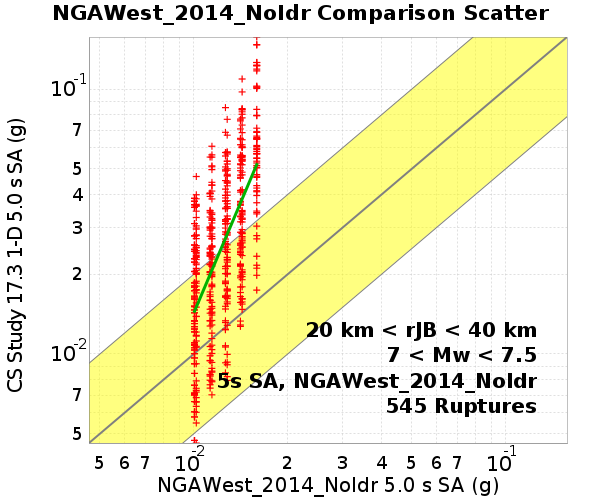 NGAWest_2014_NoIdr Comparison Scatter
CS Study 17.3 1-D 5.0 s SA (g)
10-1
7
5
4
3
2
10-2
7
5
20 km < rJB < 40 km
7 < Mw < 7.5
5s SA, NGAWest_2014_NoIdr
545 Ruptures
5 6 7 10-2 2 3 4 5 6 7 10-1
NGAWest_2014_NoIdr 5.0 s SA (g)